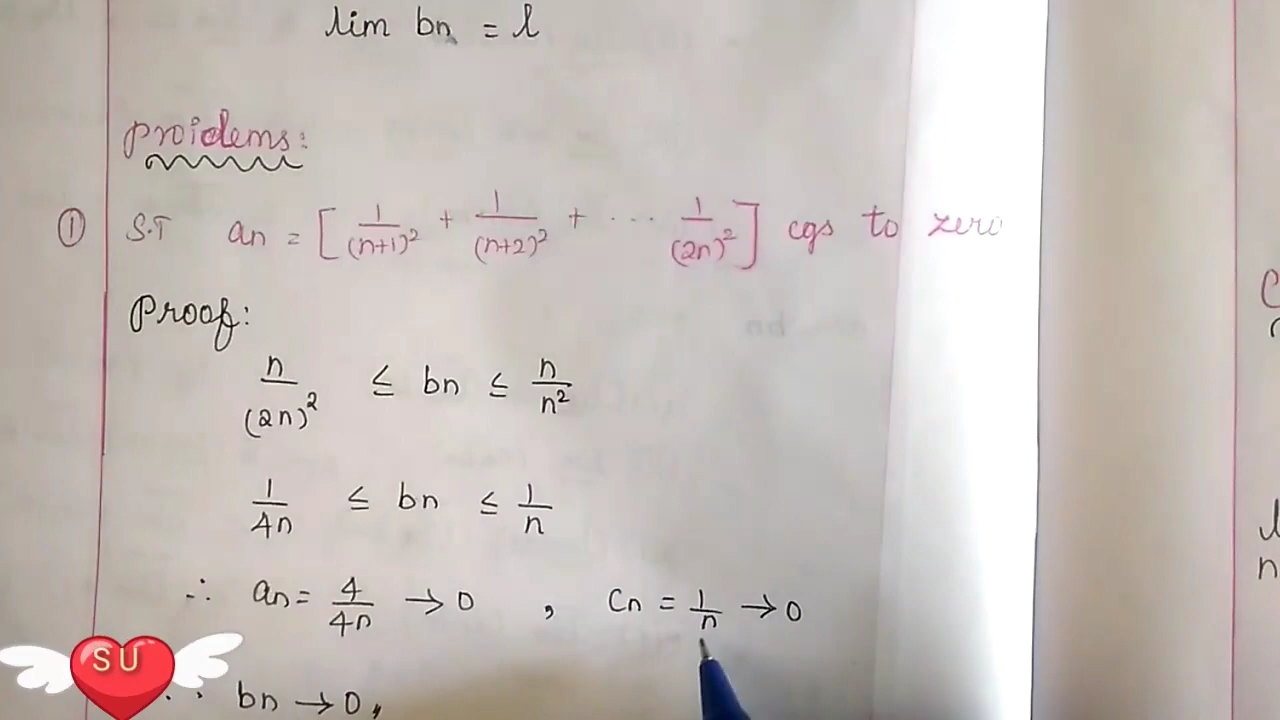 lim bn = l
Problems:
① S.T an = [1/(n+1)² + 1/(n+2)² + ... 1/(2n)²] cgs to zero
Proof:
n/(2n)² ≤ bn ≤ n/n²
1/4n ≤ bn ≤ 1/n
∴ an = 4/4n → 0 , cn = 1/n → 0
SU
∴ bn → 0,